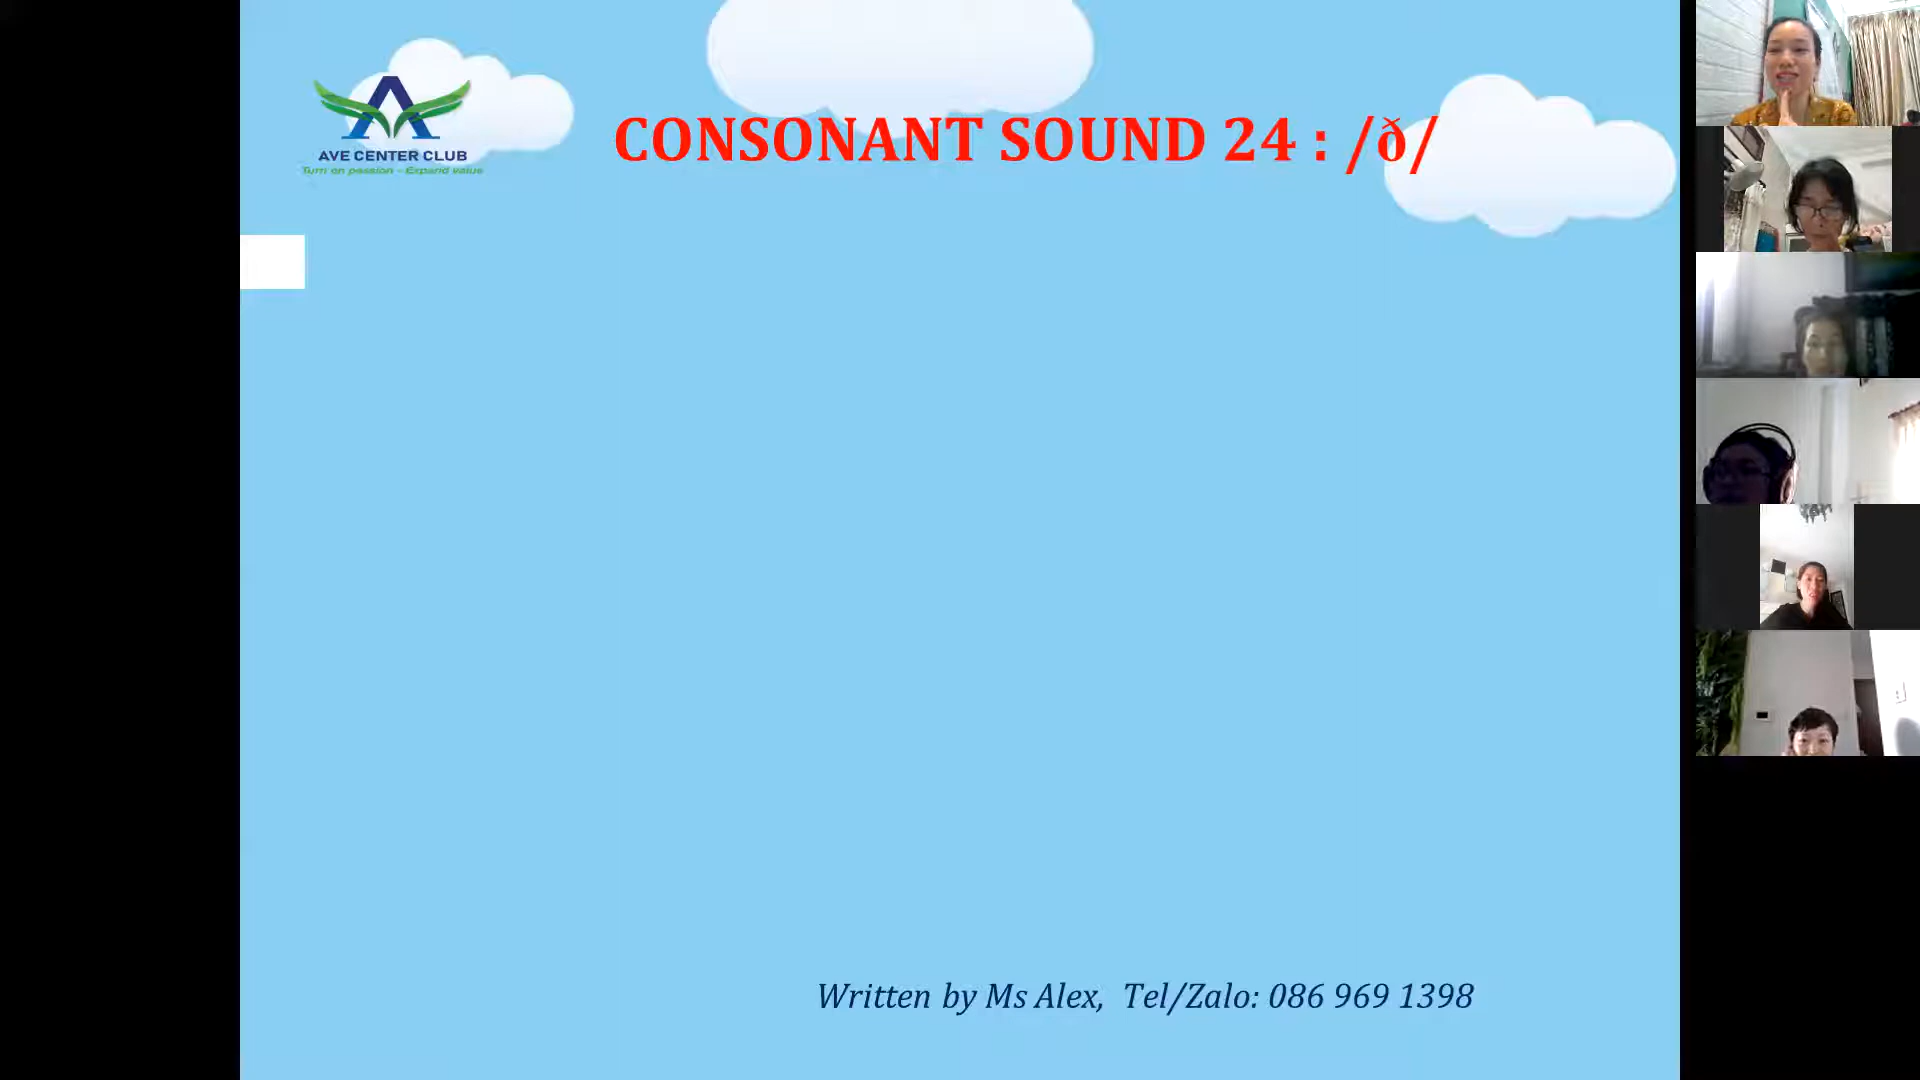 AVE CENTER CLUB
Turn on passion - Expand value
CONSONANT SOUND 24 : /ð/
Written by Ms Alex, Tel/Zalo: 086 969 1398